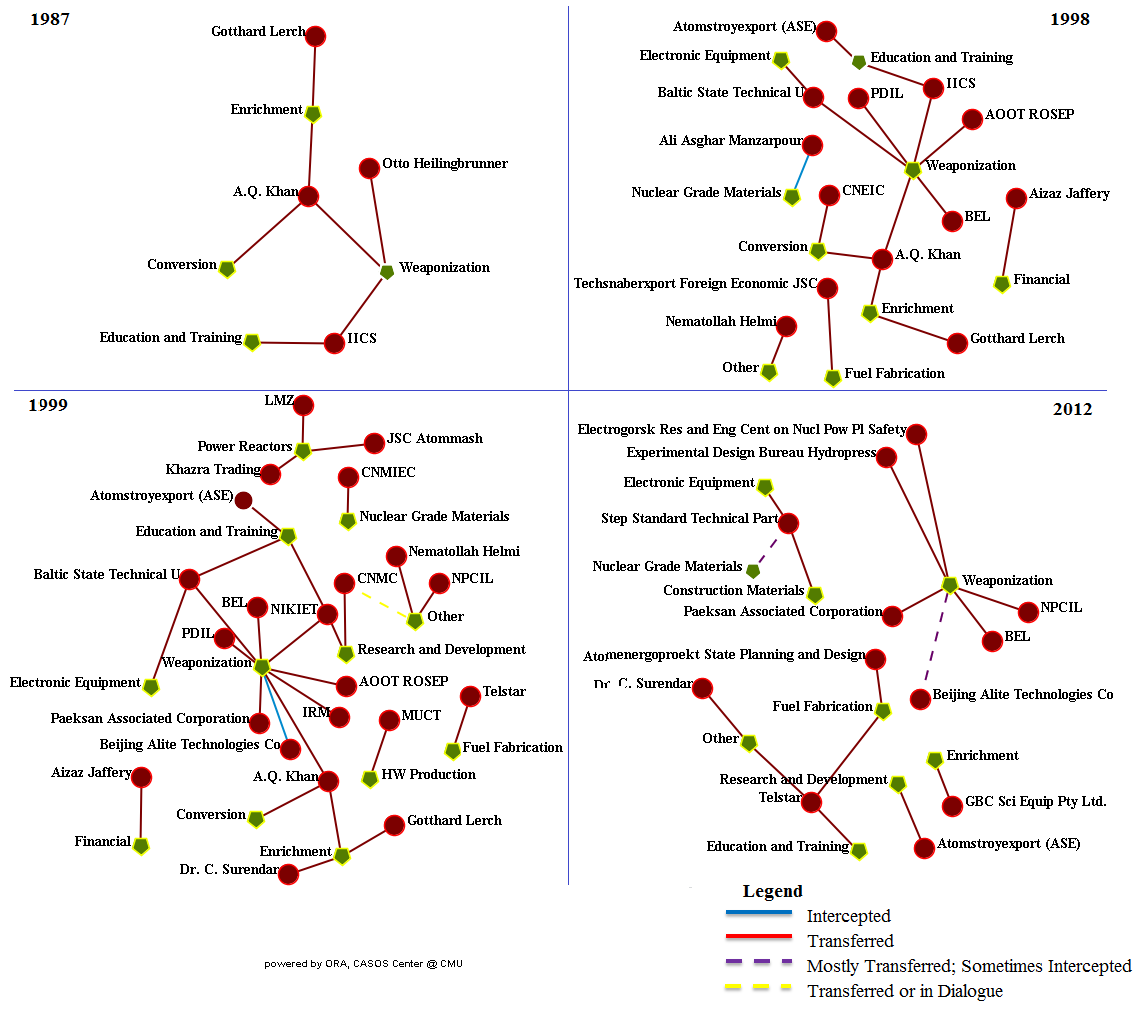 1987
Gotthard Lerch
Enrichment
Otto Heilingbrunner
A.Q. Khan
Conversion
Weaponization
Education and Training
IICS
1998
Atomstroyexport (ASE)
Electronic Equipment
Education and Training
IICS
Baltic State Technical U
PDIL
AOOT ROSEP
Ali Asghar Manzarpour
Weaponization
Nuclear Grade Materials
CNEIC
Aizaz Jaffery
BEL
Conversion
A.Q. Khan
Techsnaberxport Foreign Economic JSC
Financial
Enrichment
Nematollah Helmi
Gotthard Lerch
Other
Fuel Fabrication
1999
LMZ
Power Reactors
JSC Atommash
Khazra Trading
CNMIEC
Atomstroyexport (ASE)
Nuclear Grade Materials
Education and Training
Nematollah Helmi
Baltic State Technical U
CNMC
NPCIL
BEL
NIKIET
Other
PDIL
Research and Development
Weaponization
Electronic Equipment
AOOT ROSEP
Telstar
Paeksan Associated Corporation
IRM
MUCT
Beijing Alite Technologies Co
Fuel Fabrication
Aizaz Jaffery
A.Q. Khan
HW Production
Conversion
Gotthard Lerch
Financial
Enrichment
Dr. C. Surendar
2012
Electrogorsk Res and Eng Cent on Nucl Pow Pl Safety
Experimental Design Bureau Hydropress
Electronic Equipment
Step Standard Technical Part
Nuclear Grade Materials
Weaponization
Construction Materials
Paeksan Associated Corporation
NPCIL
BEL
State Planning and Design
Dr. C. Surendar
Beijing Alite Technologies Co
Fuel Fabrication
Other
Enrichment
Research and Development
Telstar
GBC Sci Equip Pty Ltd.
Education and Training
Atomstroyexport (ASE)
Legend
Intercepted
Transferred
Mostly Transferred; Sometimes Intercepted
Transferred or in Dialogue
powered by ORA, CASOS Center @ CMU